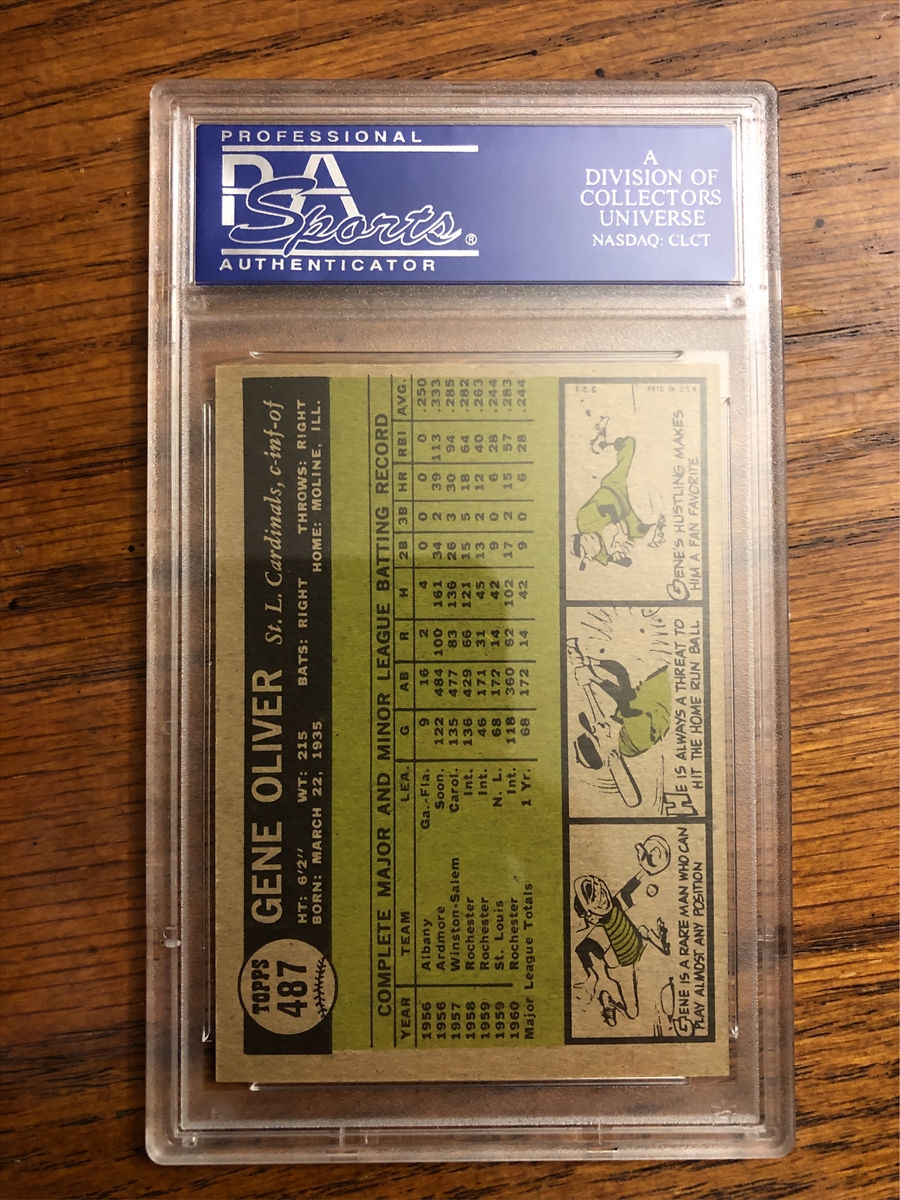 PROFESSIONAL
PSA
Sports®
AUTHENTICATOR
A
DIVISION OF
COLLECTORS
UNIVERSE
NASDAQ: CLCT
TOPPS
487
GENE OLIVER St. L. Cardinals, c-inf-of
HT: 6'2" WT: 215 BATS: RIGHT THROWS: RIGHT
BORN: MARCH 22, 1935 HOME: MOLINE, ILL.
COMPLETE MAJOR AND MINOR LEAGUE BATTING RECORD
YEAR TEAM LEA. G AB R H 2B 3B HR RBI AVG.
1956 Albany Ga.-Fla. 9 16 2 4 0 0 0 0 .250
1956 Ardmore Soon. 122 484 100 161 34 2 39 113 .333
1957 Winston-Salem Carol. 135 477 83 136 26 3 30 94 .285
1958 Rochester Int. 136 429 66 121 15 5 18 64 .282
1959 Rochester Int. 46 171 31 45 13 2 12 40 .263
1959 St. Louis N. L. 68 172 14 42 9 0 6 28 .244
1960 Rochester Int. 118 360 62 102 17 2 15 57 .283
Major League Totals 1 Yr. 68 172 14 42 9 0 6 28 .244
GENE IS A RARE MAN WHO CAN
PLAY ALMOST ANY POSITION
HE IS ALWAYS A THREAT TO
HIT THE HOME RUN BALL
T.C.G. PRTD. IN U.S.A.
GENE'S HUSTLING MAKES
HIM A FAN FAVORITE